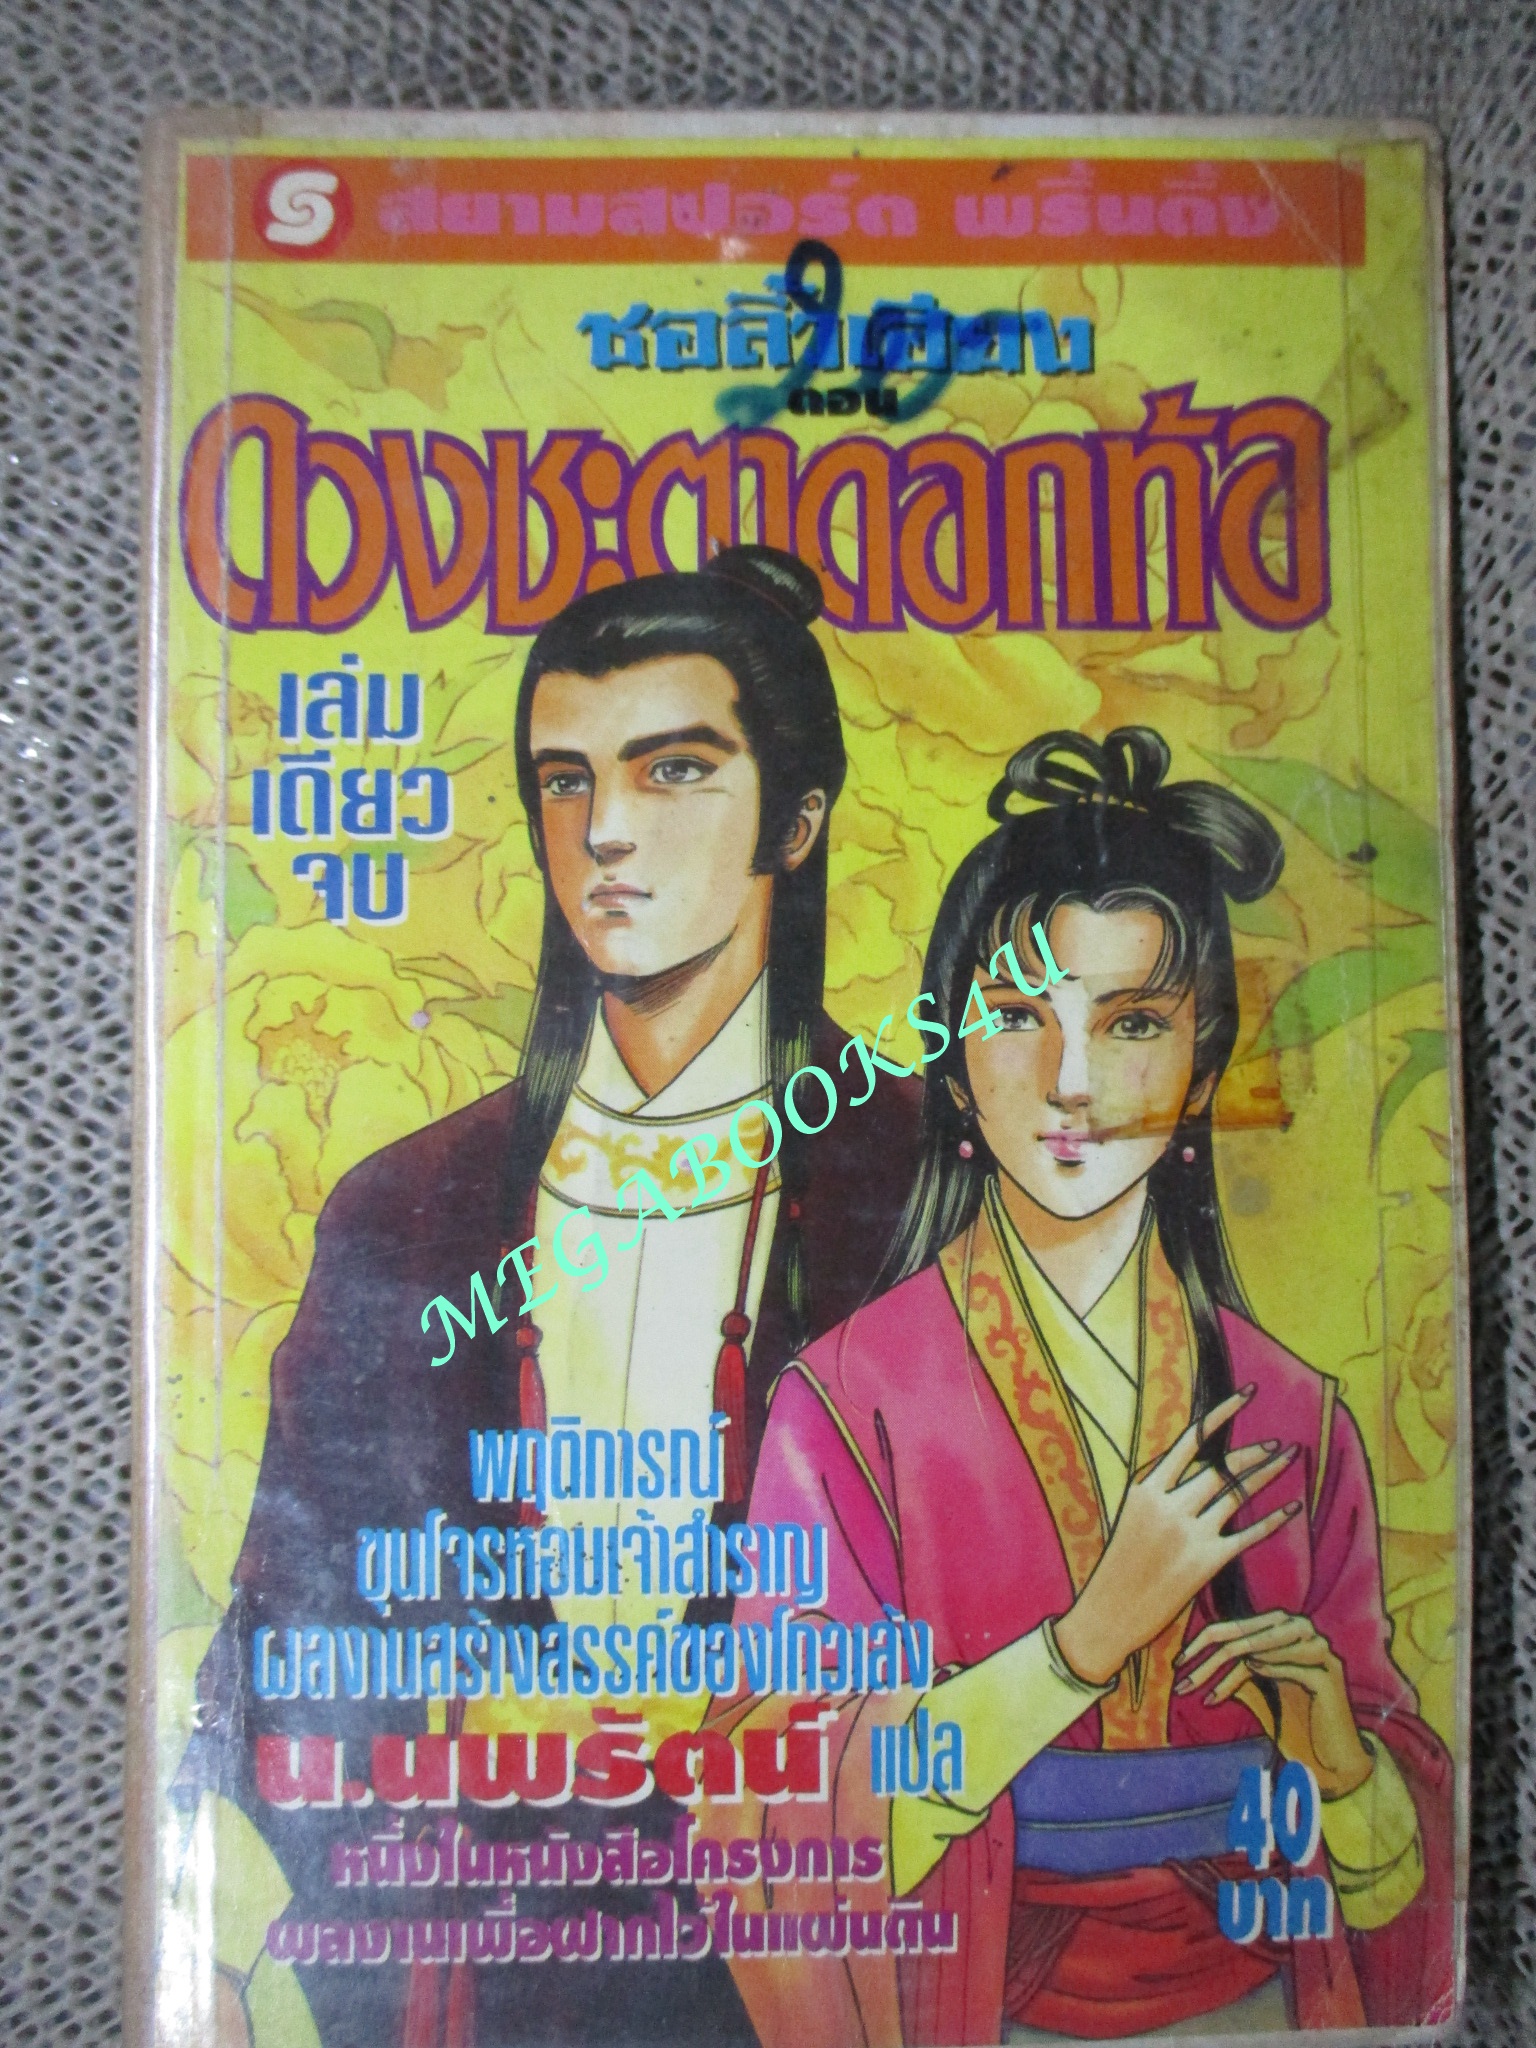 S สยามสปอร์ต พริ้นติ้ง
ชอลิ้วเฮียง
20
ตอน
ดวงชะตาดอกท้อ
เล่ม
เดียว
จบ
MEGABOOKS4U
พฤติการณ์
ขุนโจรหอมเจ้าสำราญ
ผลงานสร้างสรรค์ของโกวเล้ง
น.นพรัตน์ แปล
หนึ่งในหนังสือโครงการ
ผลงานเพื่อฝากไว้ในแผ่นดิน
40
บาท